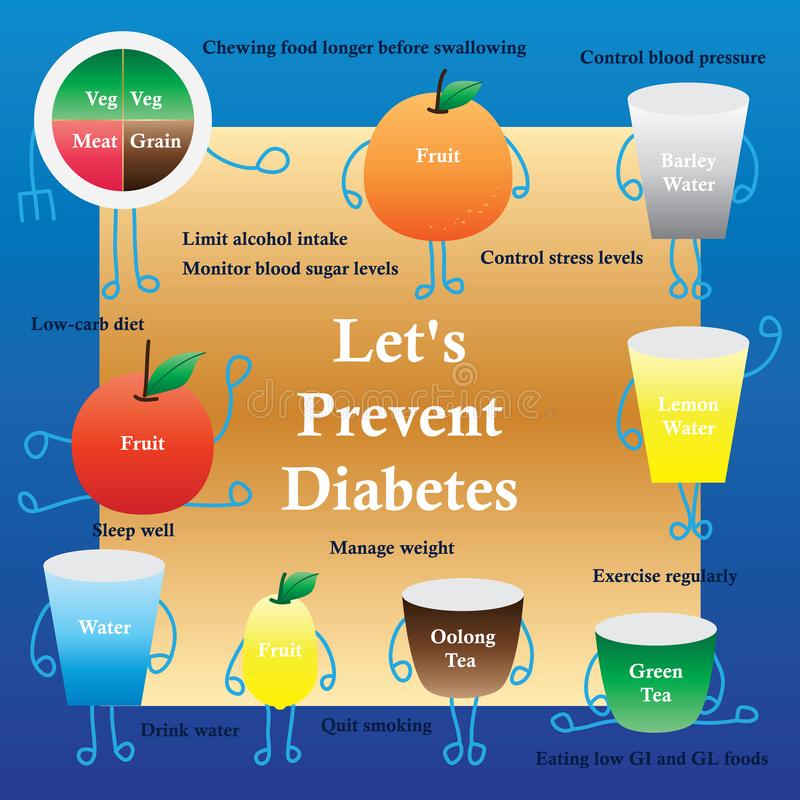 Chewing food longer before swallowing
Control blood pressure
Veg Veg
Meat Grain
Fruit
Barley
Water
Limit alcohol intake
Monitor blood sugar levels
Control stress levels
Low-carb diet
Let's
Prevent
Diabetes
Fruit
Lemon
Water
dreamstime.com
Sleep well
Manage weight
Exercise regularly
Water
Fruit
Oolong
Tea
Green
Tea
Drink water
Quit smoking
Eating low GI and GL foods